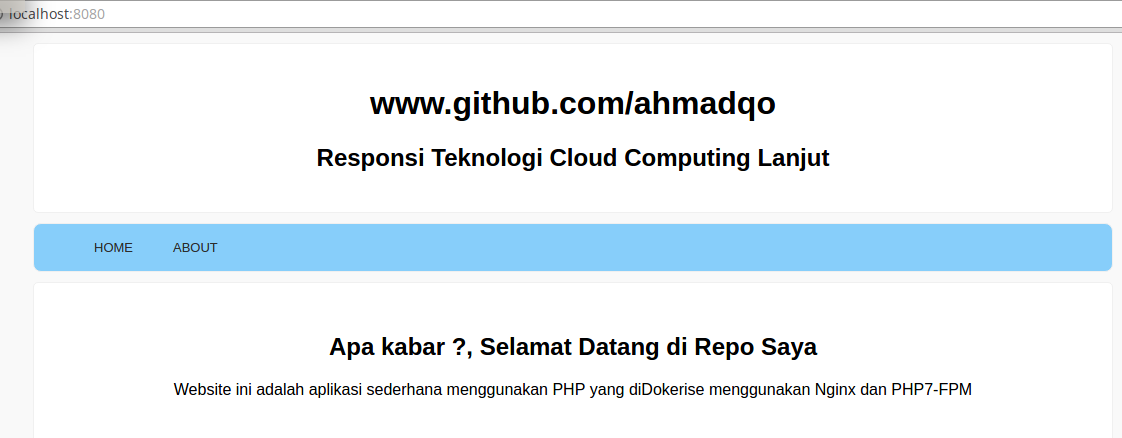 localhost:8080
www.github.com/ahmadqo
Responsi Teknologi Cloud Computing Lanjut
HOME ABOUT
Apa kabar ?, Selamat Datang di Repo Saya
Website ini adalah aplikasi sederhana menggunakan PHP yang diDokerise menggunakan Nginx dan PHP7-FPM